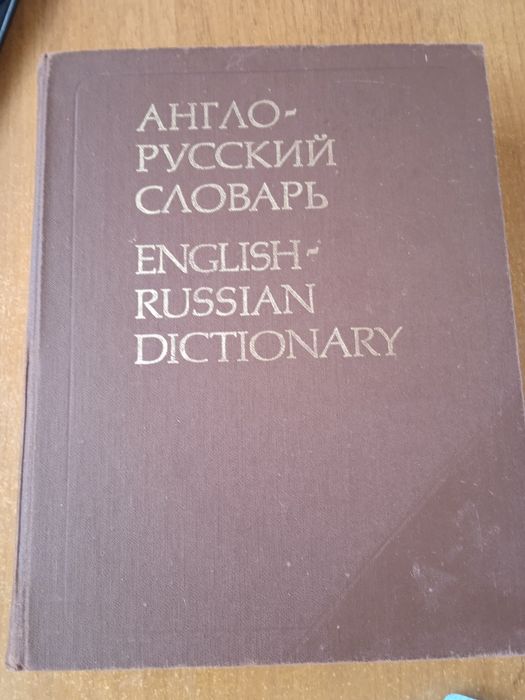 АНГЛО-
РУССКИЙ
СЛОВАРЬ
ENGLISH-
RUSSIAN
DICTIONARY